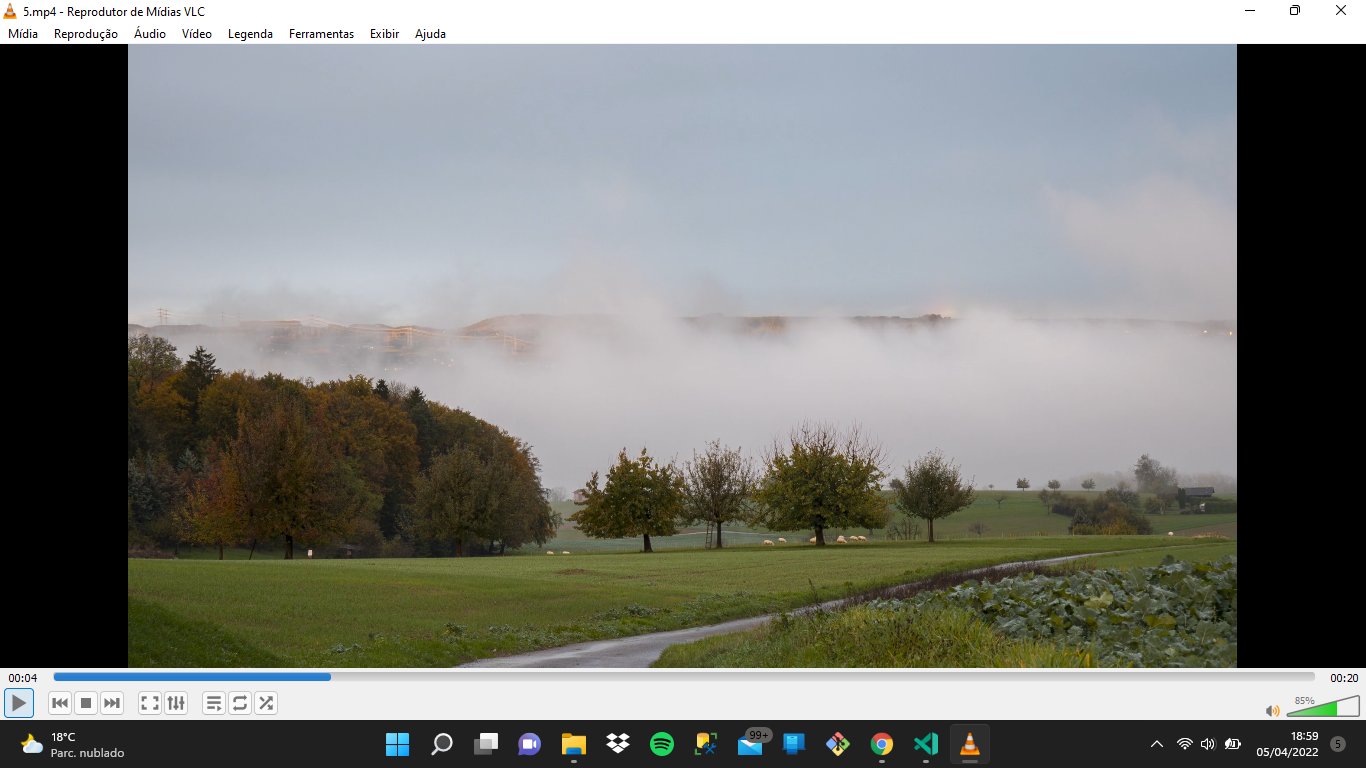 5.mp4 - Reprodutor de Mídias VLC
Mídia Reprodução Áudio Vídeo Legenda Ferramentas Exibir Ajuda
00:04 00:20
85%
18°C
Parc. nublado
99+
18:59
05/04/2022
5